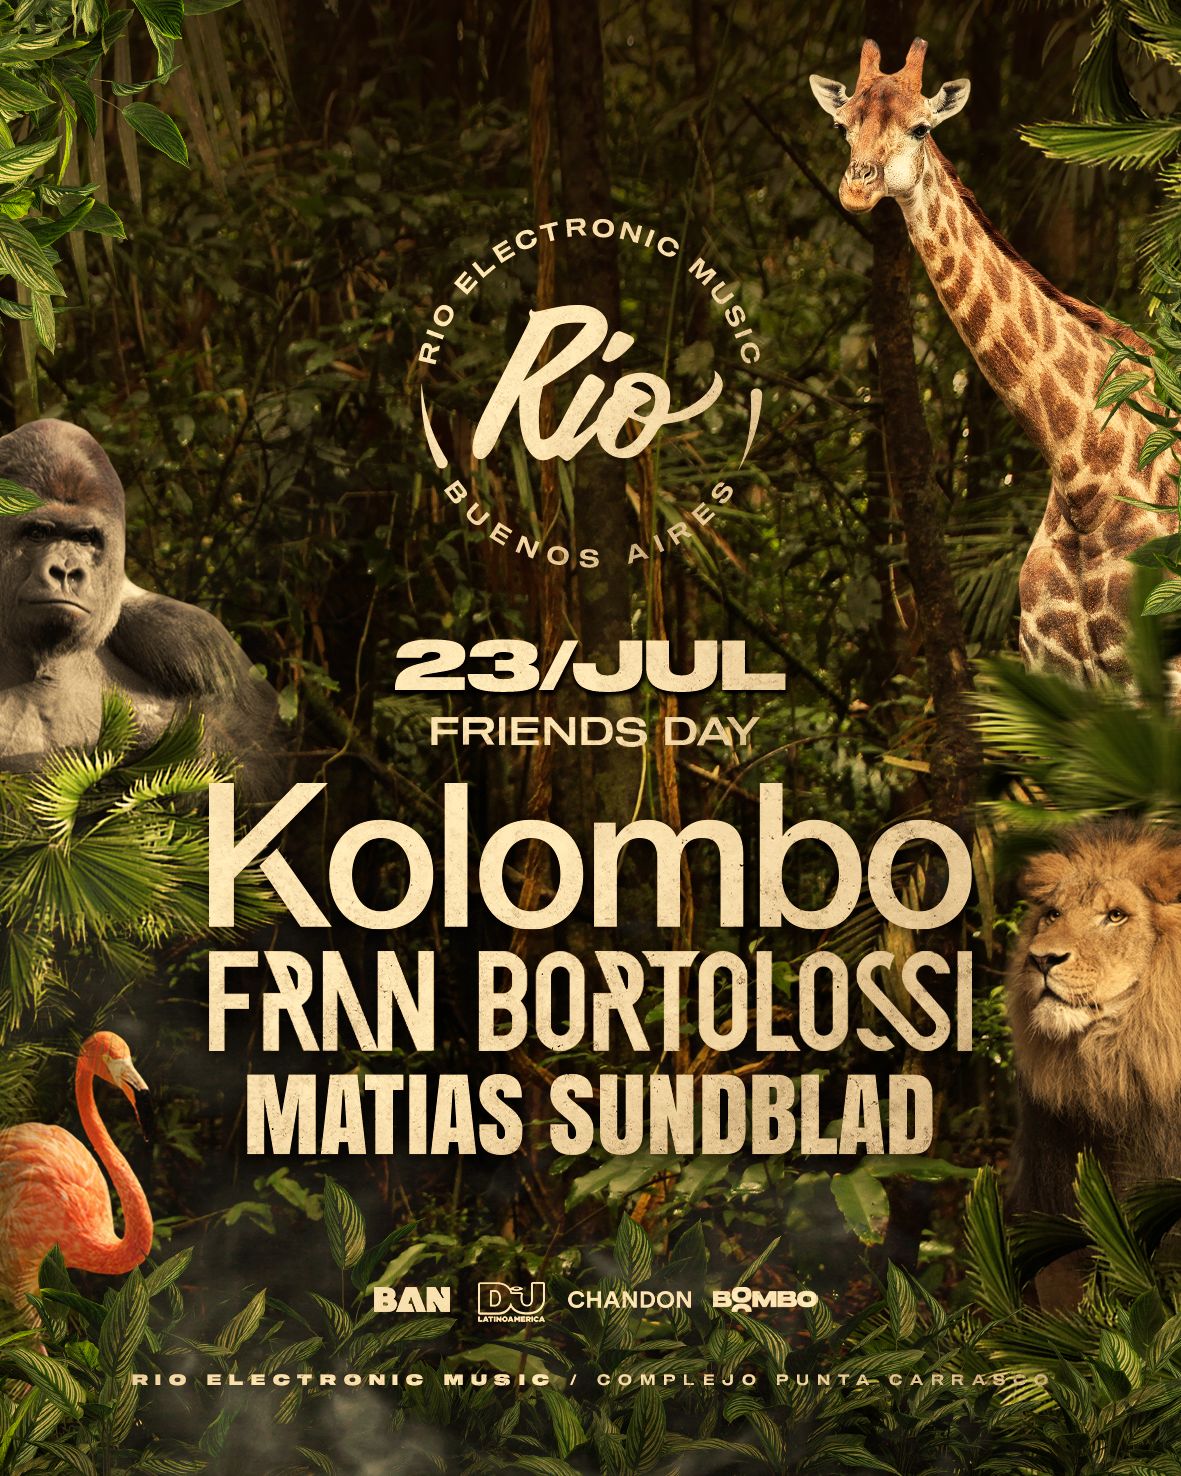 RIO ELECTRONIC MUSIC
Rio
BUENOS AIRES
23/JUL
FRIENDS DAY
Kolombo
FRAN BORTOLOSSI
MATIAS SUNDBLAD
BAN DJ LATINOAMERICA CHANDON BOMBO
RIO ELECTRONIC MUSIC / COMPLEJO PUNTA CARRASCO